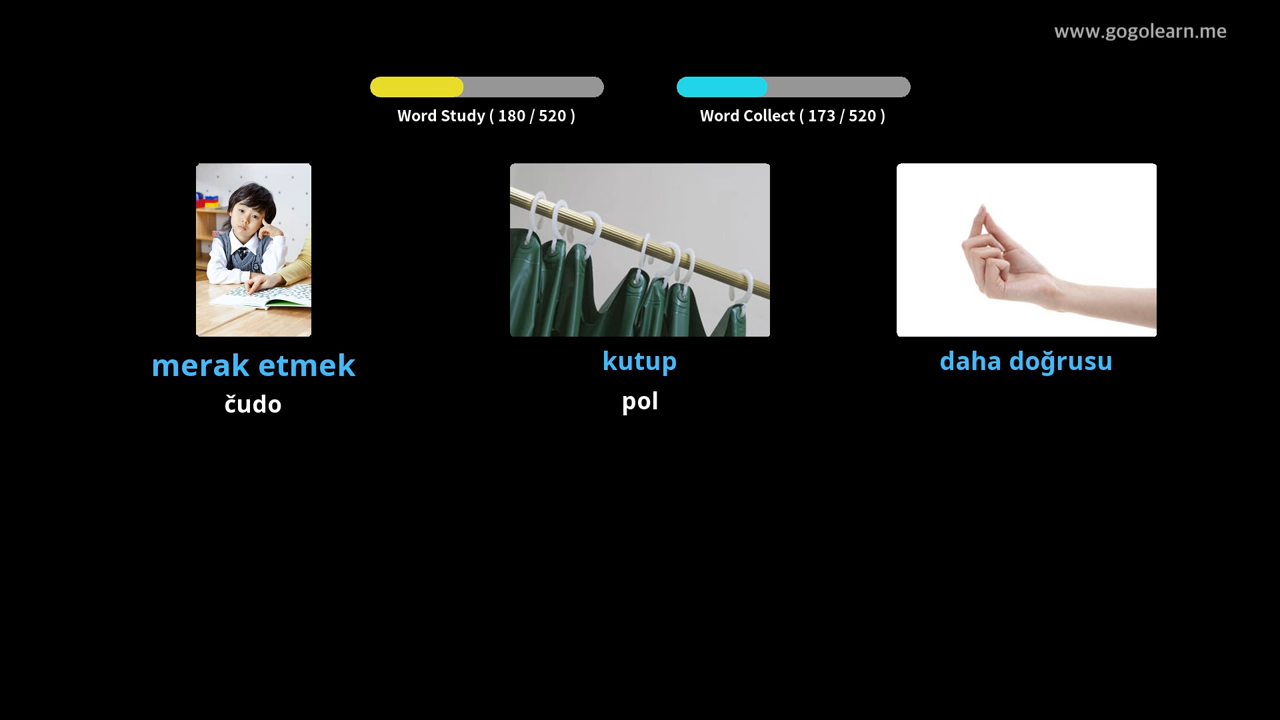 www.gogolearn.me
Word Study ( 180 / 520 )
Word Collect ( 173 / 520 )
merak etmek
kutup
daha doğrusu
čudo
pol